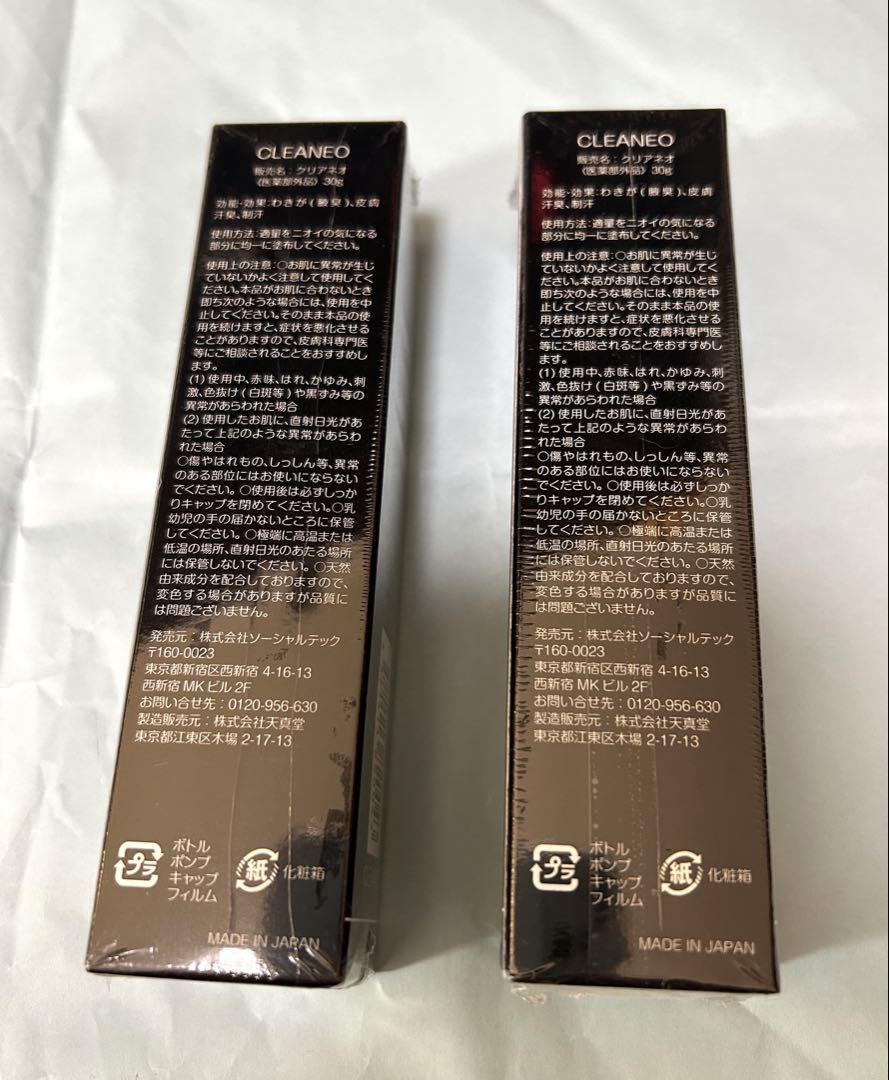 CLEANEO
販売名：クリアネオ
〈医薬部外品〉30g
効能・効果:わきが(腋臭)、皮膚
汗臭、制汗
使用方法:適量をニオイの気になる
部分に均一に塗布してください。
使用上の注意:○お肌に異常が生じ
ていないかよく注意して使用してく
ださい。本品がお肌に合わないとき
即ち次のような場合には、使用を中
止してください。そのまま本品の使
用を続けますと、症状を悪化させる
ことがありますので、皮膚科専門医
等にご相談されることをおすすめし
ます。
(1) 使用中、赤味、はれ、かゆみ、刺
激、色抜け(白斑等)や黒ずみ等の
異常があらわれた場合
(2) 使用したお肌に、直射日光があ
たって上記のような異常があらわ
れた場合
○傷やはれもの、しっしん等、異常
のある部位にはお使いにならない
でください。○使用後は必ずしっか
りキャップを閉めてください。○乳
幼児の手の届かないところに保管
してください。○極端に高温または
低温の場所、直射日光のあたる場所
には保管しないでください。○天然
由来成分を配合しておりますので、
変色する場合がありますが品質に
は問題ございません。
発売元：株式会社ソーシャルテック
〒160-0023
東京都新宿区西新宿 4-16-13
西新宿 MK ビル 2F
お問い合せ先：0120-956-630
製造販売元：株式会社天真堂
東京都江東区木場 2-17-13
プラ
ボトル
ポンプ
キャップ
フィルム
紙
化粧箱
MADE IN JAPAN
CLEANEO
販売名：クリアネオ
〈医薬部外品〉30g
効能・効果:わきが(腋臭)、皮膚
汗臭、制汗
使用方法:適量をニオイの気になる
部分に均一に塗布してください。
使用上の注意:○お肌に異常が生じ
ていないかよく注意して使用してく
ださい。本品がお肌に合わないとき
即ち次のような場合には、使用を中
止してください。そのまま本品の使
用を続けますと、症状を悪化させる
ことがありますので、皮膚科専門医
等にご相談されることをおすすめし
ます。
(1) 使用中、赤味、はれ、かゆみ、刺
激、色抜け(白斑等)や黒ずみ等の
異常があらわれた場合
(2) 使用したお肌に、直射日光があ
たって上記のような異常があらわ
れた場合
○傷やはれもの、しっしん等、異常
のある部位にはお使いにならない
でください。○使用後は必ずしっか
りキャップを閉めてください。○乳
幼児の手の届かないところに保管
してください。○極端に高温または
低温の場所、直射日光のあたる場所
には保管しないでください。○天然
由来成分を配合しておりますので、
変色する場合がありますが品質に
は問題ございません。
発売元：株式会社ソーシャルテック
〒160-0023
東京都新宿区西新宿 4-16-13
西新宿 MK ビル 2F
お問い合せ先：0120-956-630
製造販売元：株式会社天真堂
東京都江東区木場 2-17-13
プラ
ボトル
ポンプ
キャップ
フィルム
紙
化粧箱
MADE IN JAPAN